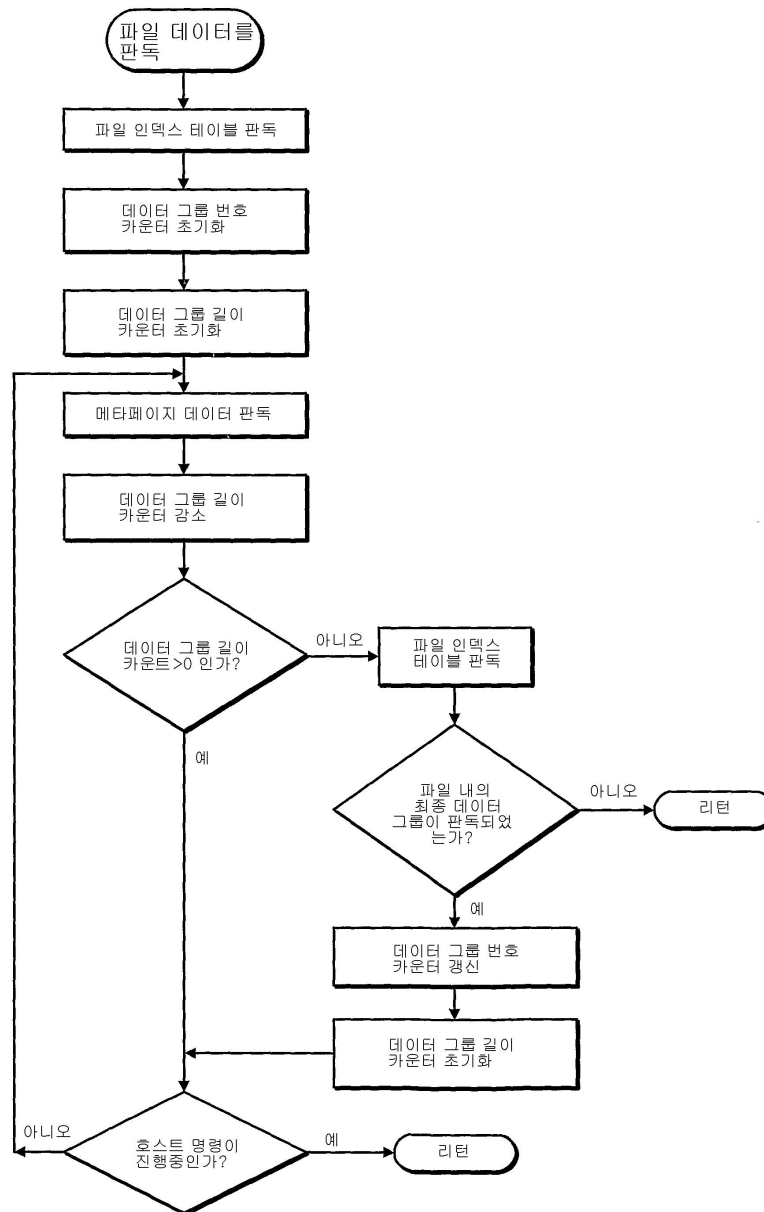 파일 데이터를
판독
파일 인덱스 테이블 판독
데이터 그룹 번호
카운터 초기화
데이터 그룹 길이
카운터 초기화
메타페이지 데이터 판독
데이터 그룹 길이
카운터 감소
데이터 그룹 길이
카운트>0 인가?
아니오
파일 인덱스
테이블 판독
예
파일 내의
최종 데이터
그룹이 판독되었
는가?
아니오
리턴
예
데이터 그룹 번호
카운터 갱신
데이터 그룹 길이
카운터 초기화
아니오
호스트 명령이
진행중인가?
예
리턴